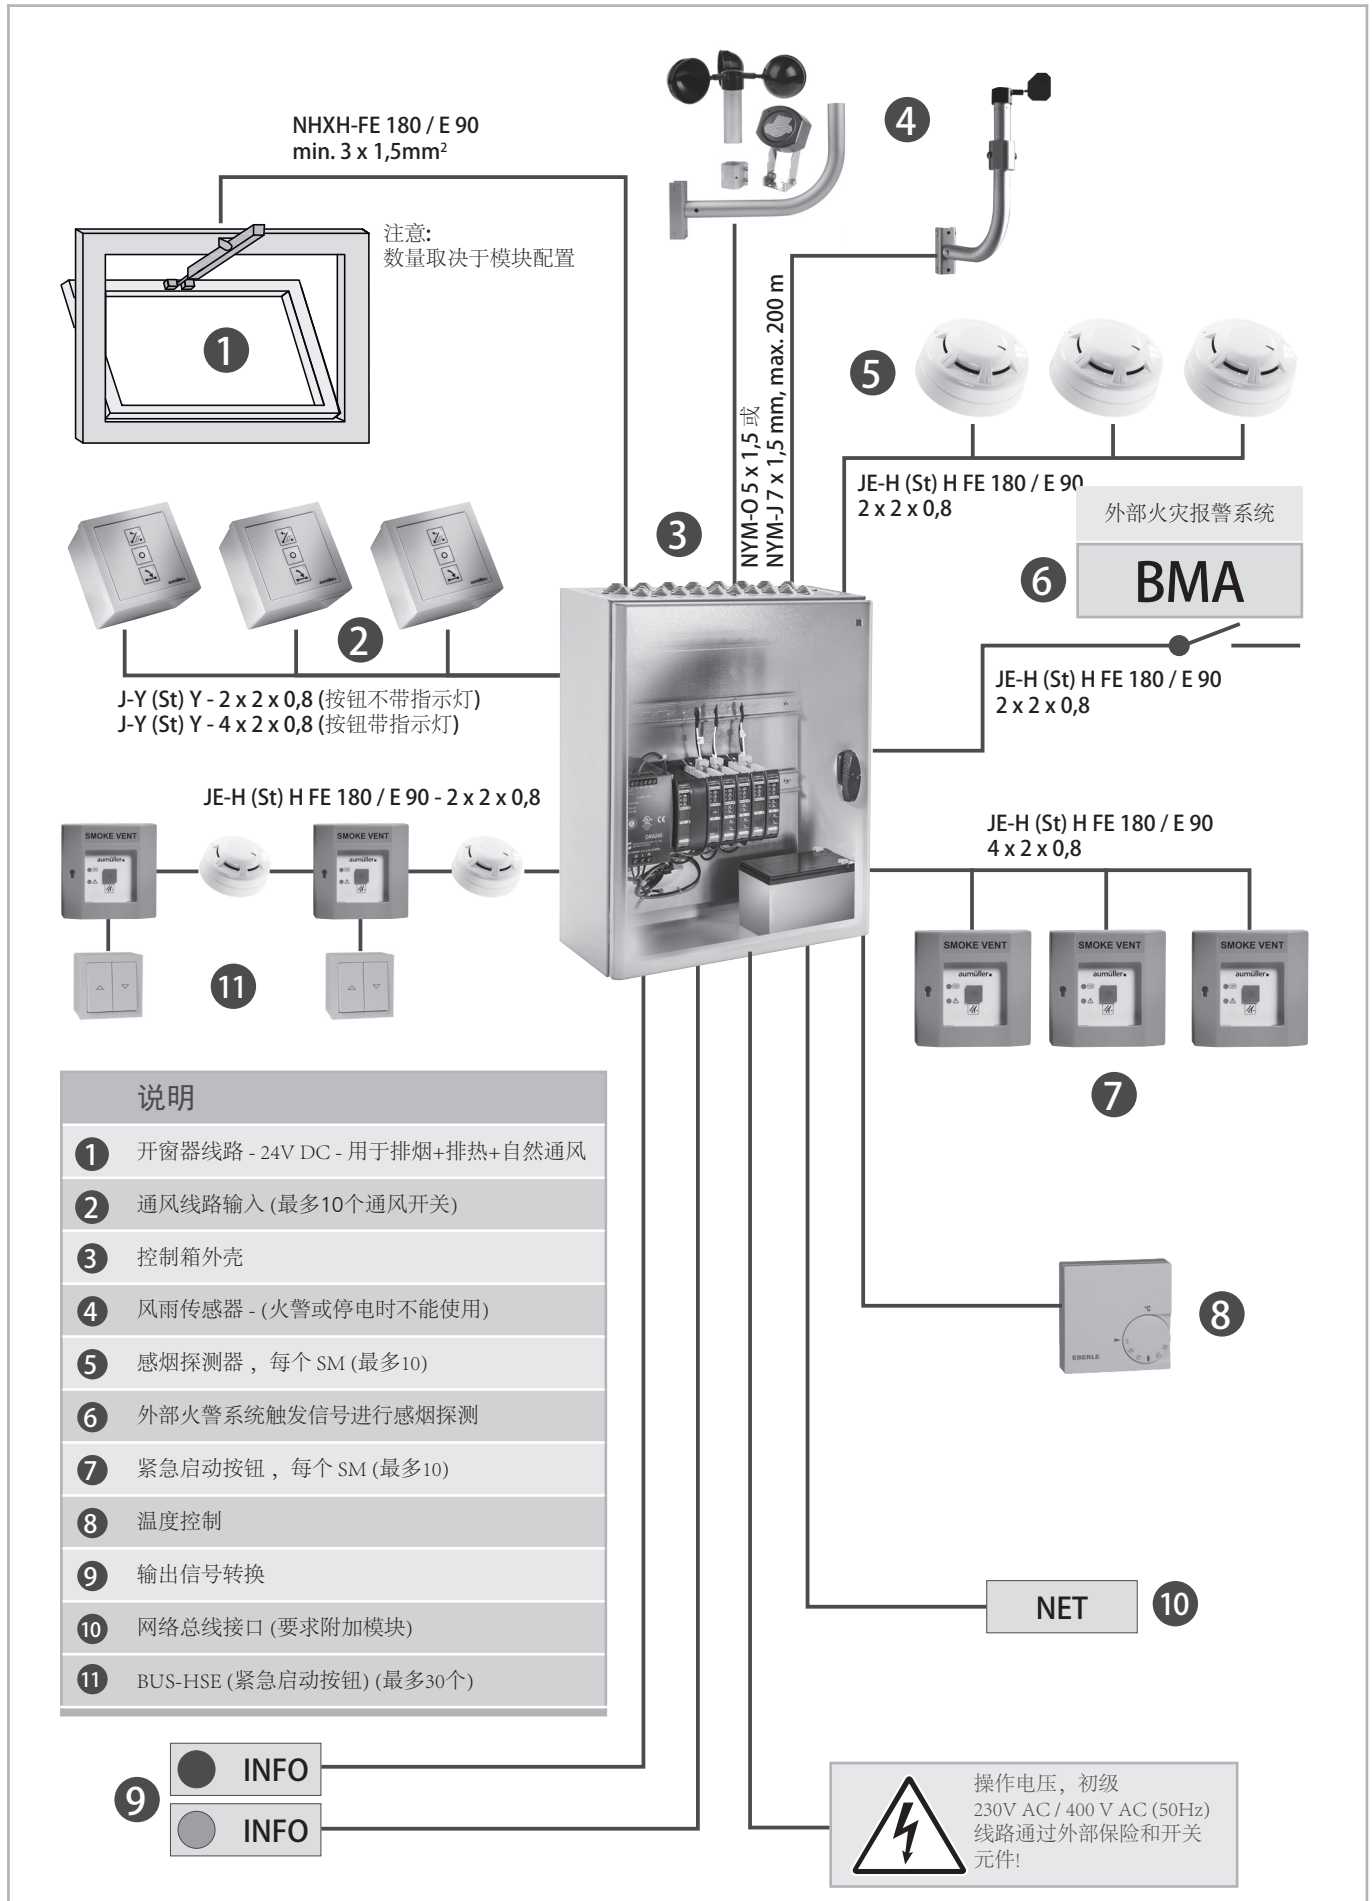 NHXH-FE 180 / E 90
min. 3 x 1,5mm²
注意:
数量取决于模块配置
1
4
5
NYM-O 5 x 1,5 或
NYM-J 7 x 1,5 mm, max. 200 m
JE-H (St) H FE 180 / E 90
2 x 2 x 0,8
3
外部火灾报警系统
6
BMA
JE-H (St) H FE 180 / E 90
2 x 2 x 0,8
2
J-Y (St) Y - 2 x 2 x 0,8 (按钮不带指示灯)
J-Y (St) Y - 4 x 2 x 0,8 (按钮带指示灯)
JE-H (St) H FE 180 / E 90 - 2 x 2 x 0,8
SMOKE VENT
aumüller
SMOKE VENT
aumüller
11
JE-H (St) H FE 180 / E 90
4 x 2 x 0,8
SMOKE VENT
aumüller
SMOKE VENT
aumüller
SMOKE VENT
aumüller
7
说明
1 开窗器线路 - 24V DC - 用于排烟+排热+自然通风
2 通风线路输入 (最多10个通风开关)
3 控制箱外壳
4 风雨传感器 - (火警或停电时不能使用)
5 感烟探测器 ，每个 SM (最多10)
6 外部火警系统触发信号进行感烟探测
7 紧急启动按钮 ，每个 SM (最多10)
8 温度控制
9 输出信号转换
10 网络总线接口 (要求附加模块)
11 BUS-HSE (紧急启动按钮) (最多30个)
°C
EBERLE
8
NET
10
9
INFO
INFO
操作电压，初级
230V AC / 400 V AC (50Hz)
线路通过外部保险和开关
元件!